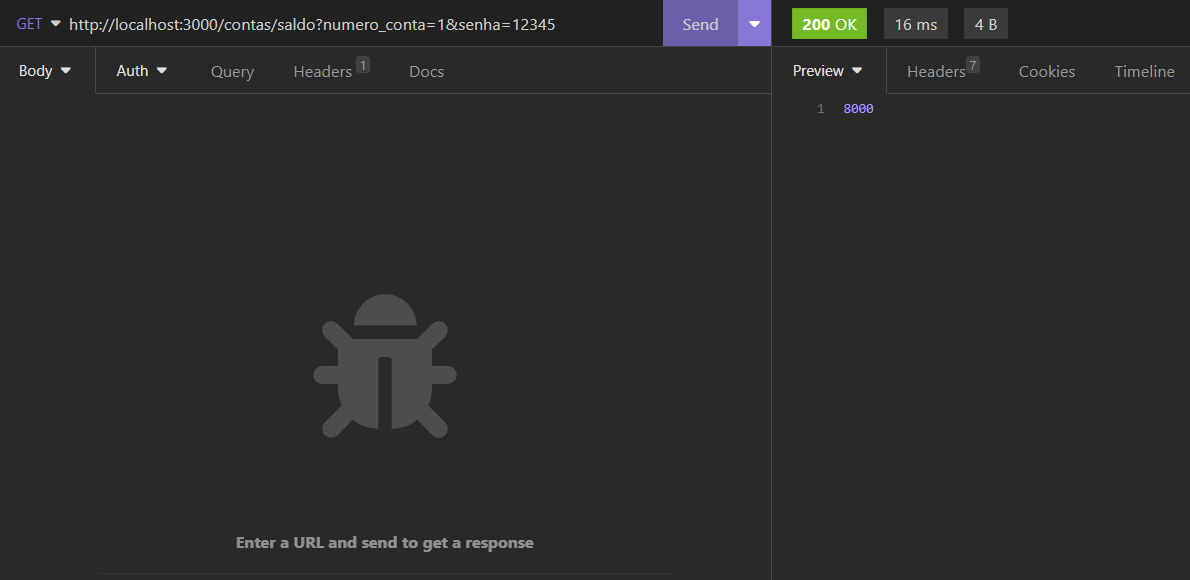 GET http://localhost:3000/contas/saldo?numero_conta=1&senha=12345 Send 200 OK 16 ms 4 B
Body Auth Query Headers 1 Docs Preview Headers 7 Cookies Timeline
1 8000
Enter a URL and send to get a response